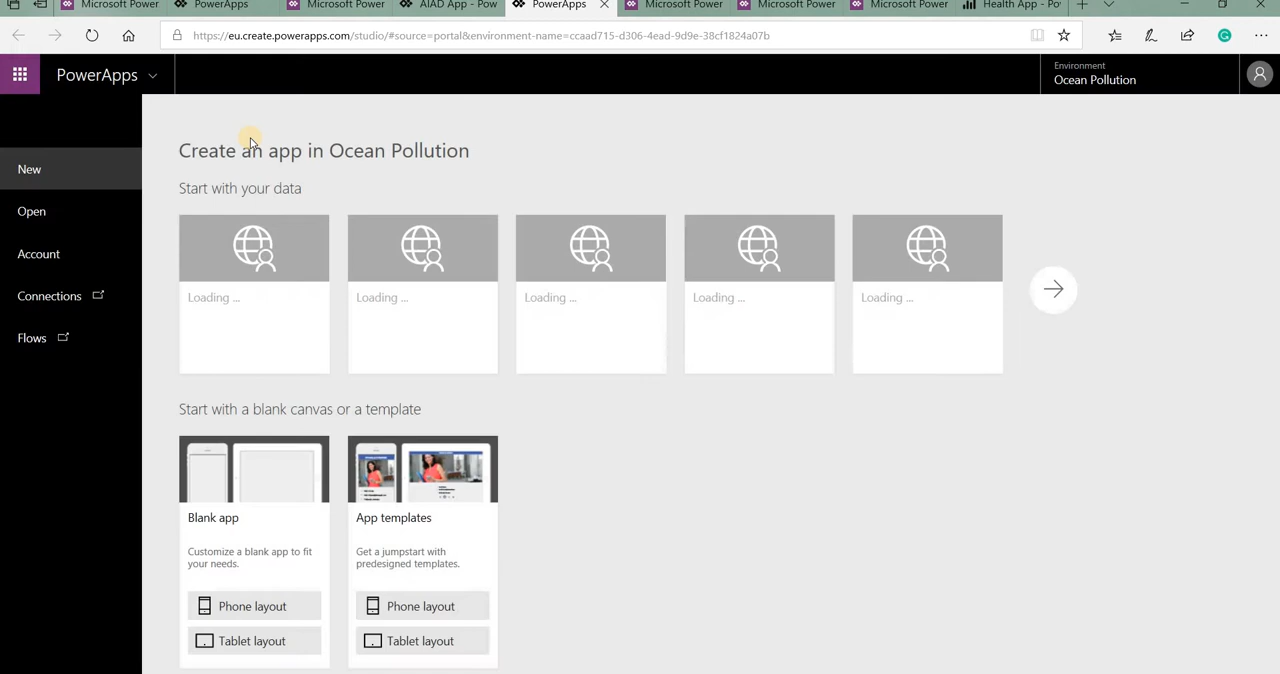 Microsoft Power
PowerApps
Microsoft Power
AIAD App - Pow
PowerApps
Microsoft Power
Microsoft Power
Microsoft Power
Health App - Po
https://eu.create.powerapps.com/studio/#source=portal&environment-name=ccaad715-d306-4ead-9d9e-38cf1824a07b
PowerApps
Environment
Ocean Pollution
New
Open
Account
Connections
Flows
Create an app in Ocean Pollution
Start with your data
Loading ...
Loading ...
Loading ...
Loading ...
Loading ...
Start with a blank canvas or a template
Blank app
Customize a blank app to fit
your needs.
Phone layout
Tablet layout
App templates
Get a jumpstart with
predesigned templates.
Phone layout
Tablet layout